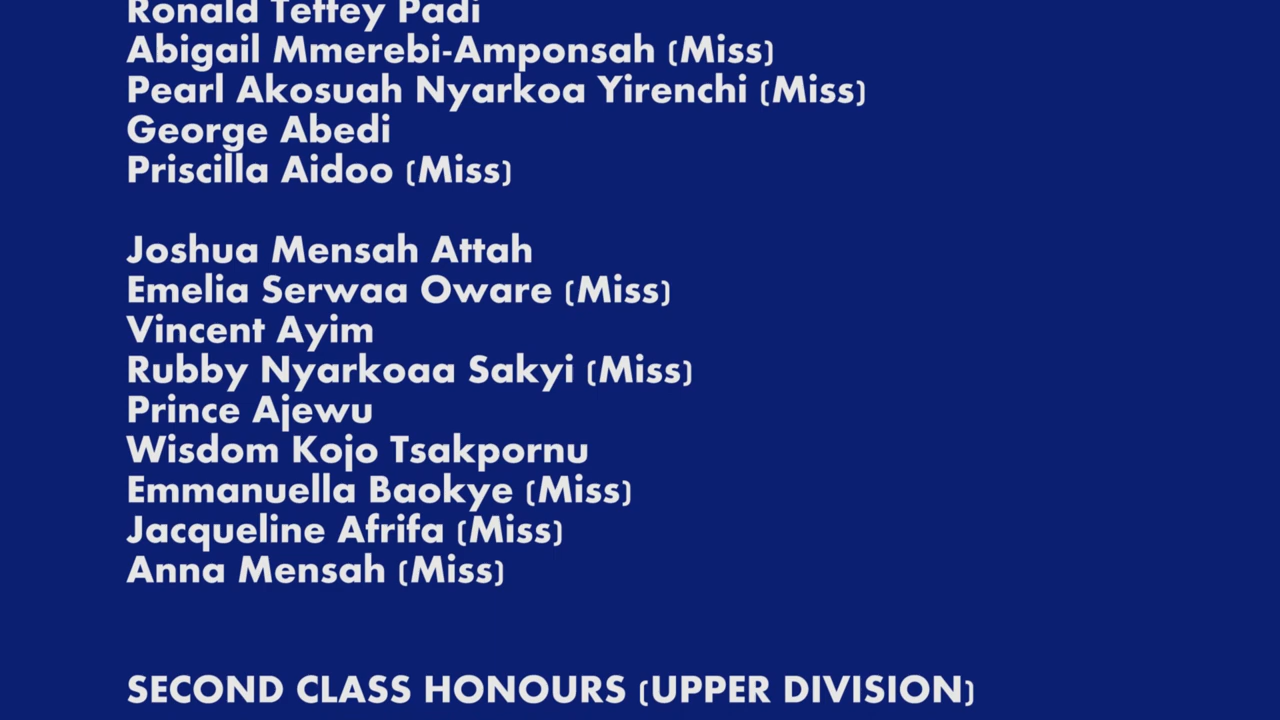 Ronald Teffey Padi
Abigail Mmerebi-Amponsah (Miss)
Pearl Akosuah Nyarkoa Yirenchi (Miss)
George Abedi
Priscilla Aidoo (Miss)
Joshua Mensah Attah
Emelia Serwaa Oware (Miss)
Vincent Ayim
Rubby Nyarkoaa Sakyi (Miss)
Prince Ajewu
Wisdom Kojo Tsakpornu
Emmanuella Baokye (Miss)
Jacqueline Afrifa (Miss)
Anna Mensah (Miss)
SECOND CLASS HONOURS (UPPER DIVISION)